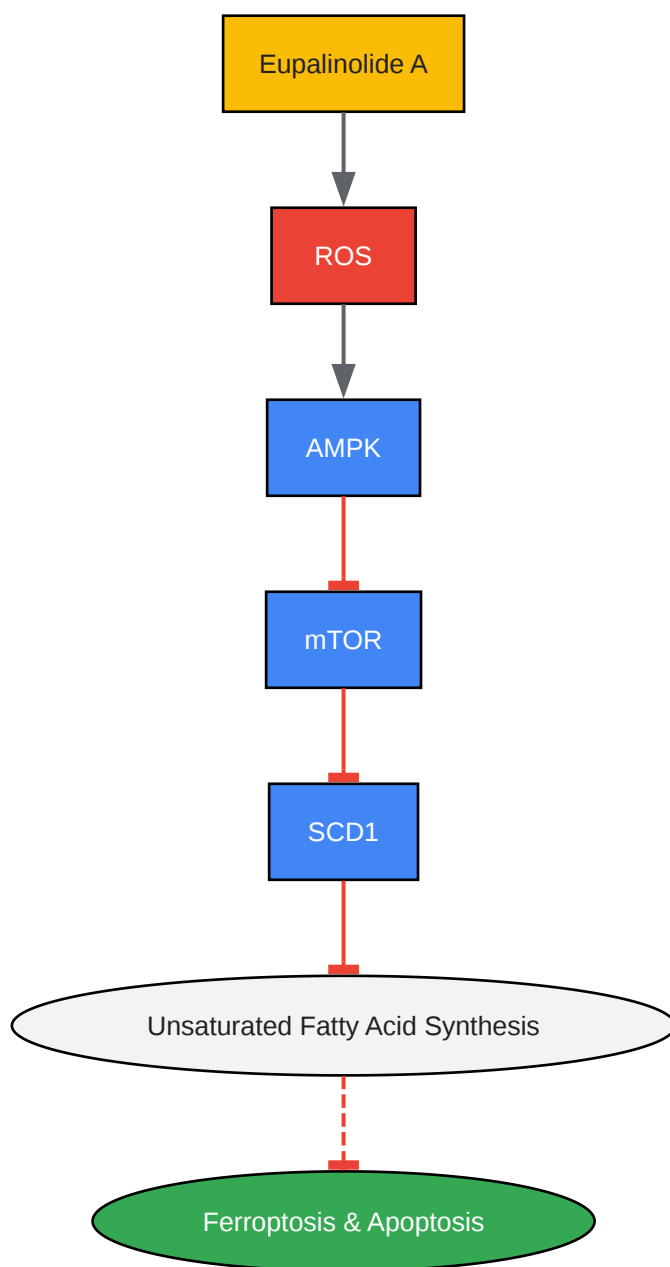 Eupalinolide A
ROS
AMPK
mTOR
SCD1
Unsaturated Fatty Acid Synthesis
Ferroptosis & Apoptosis